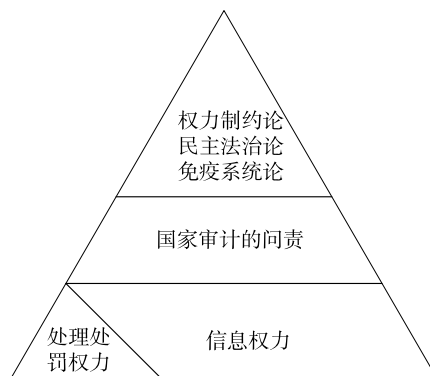 权力制约论
民主法治论
免疫系统论
国家审计的问责
处理处
罚权力
信息权力